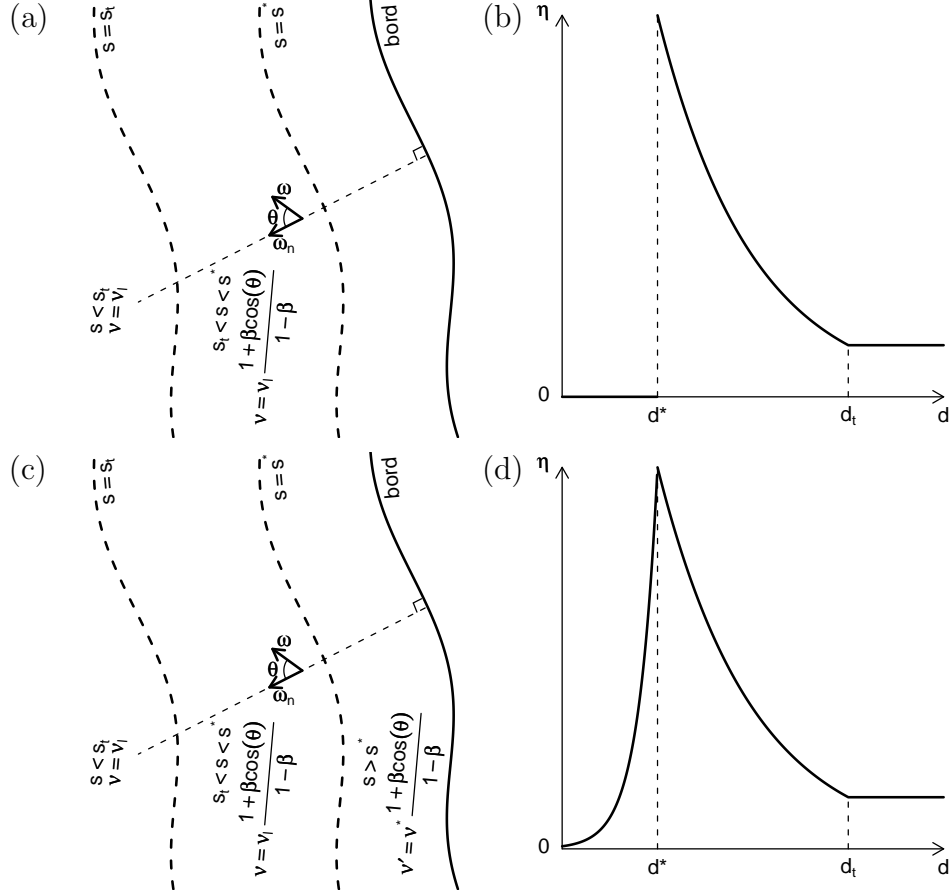 (a)
s = s_t
s = s*
bord
ω
θ
ω_n
s < s_t
ν = ν_l
s_t < s < s*
ν = ν_l (1 + βcos(θ)) / (1 − β)
(b)
η
0
d*
d_t
d
(c)
s = s_t
s = s*
bord
ω
θ
ω_n
s < s_t
ν = ν_l
s_t < s < s*
ν = ν_l (1 + βcos(θ)) / (1 − β)
s > s*
ν' = ν* (1 + βcos(θ)) / (1 − β)
(d)
η
0
d*
d_t
d